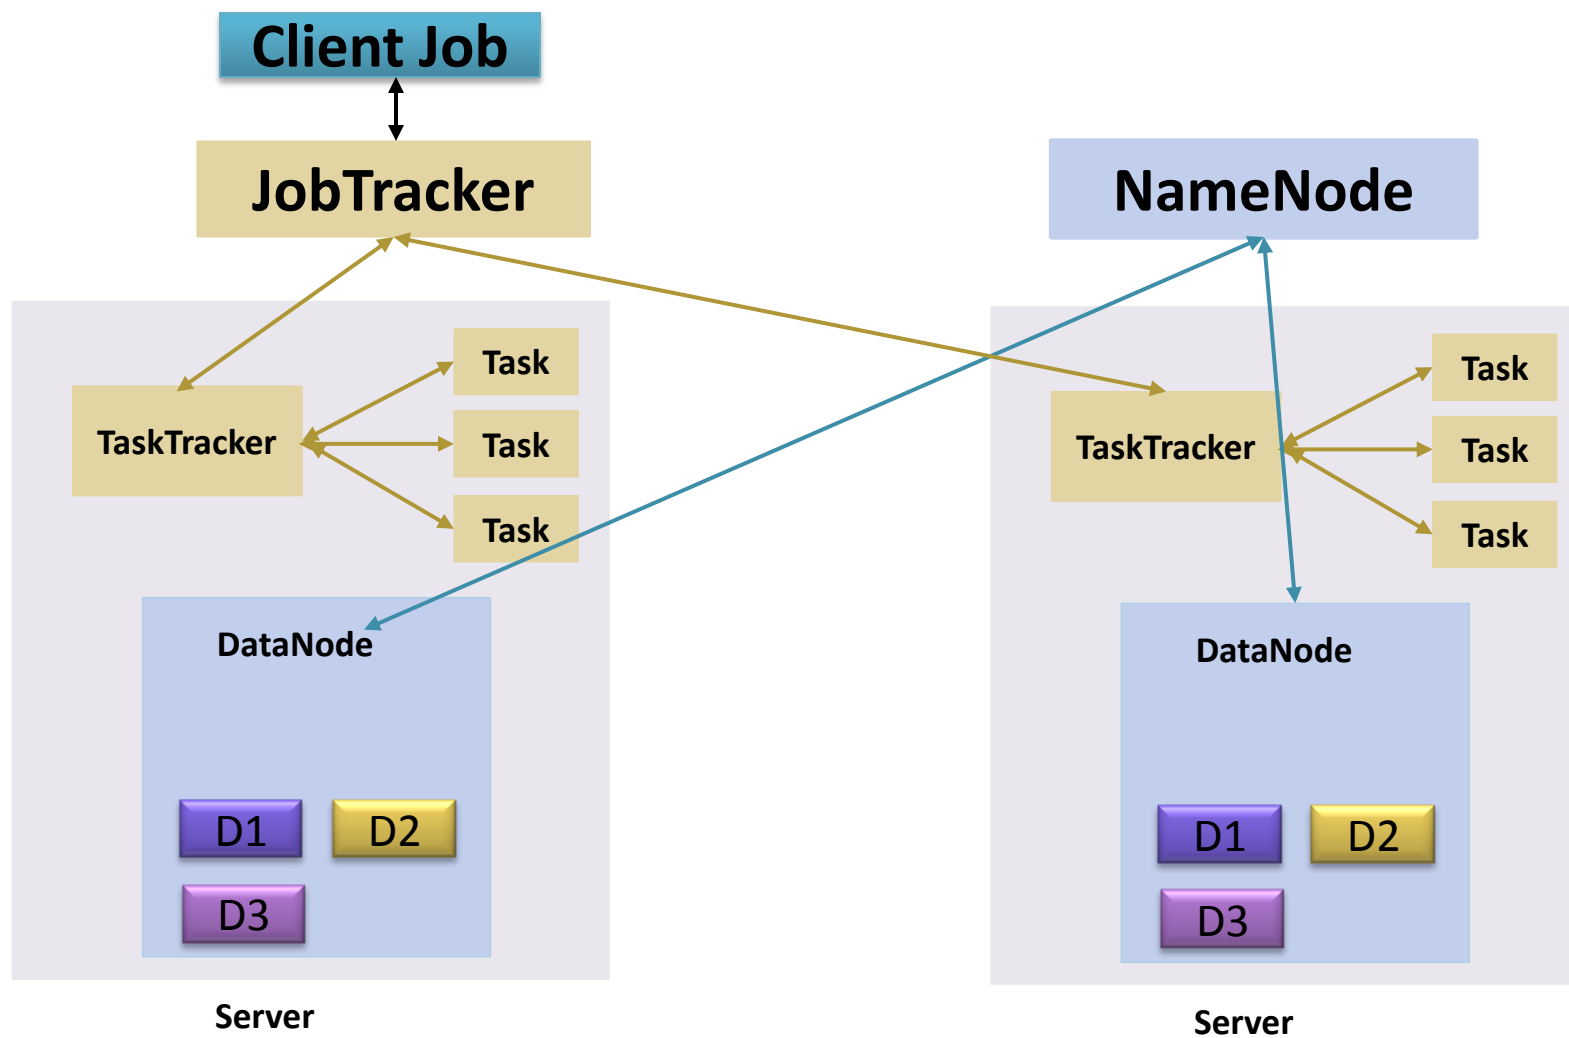 Client Job
JobTracker
NameNode
Task
TaskTracker
Task
Task
DataNode
D1
D2
D3
Server
Task
TaskTracker
Task
Task
DataNode
D1
D2
D3
Server